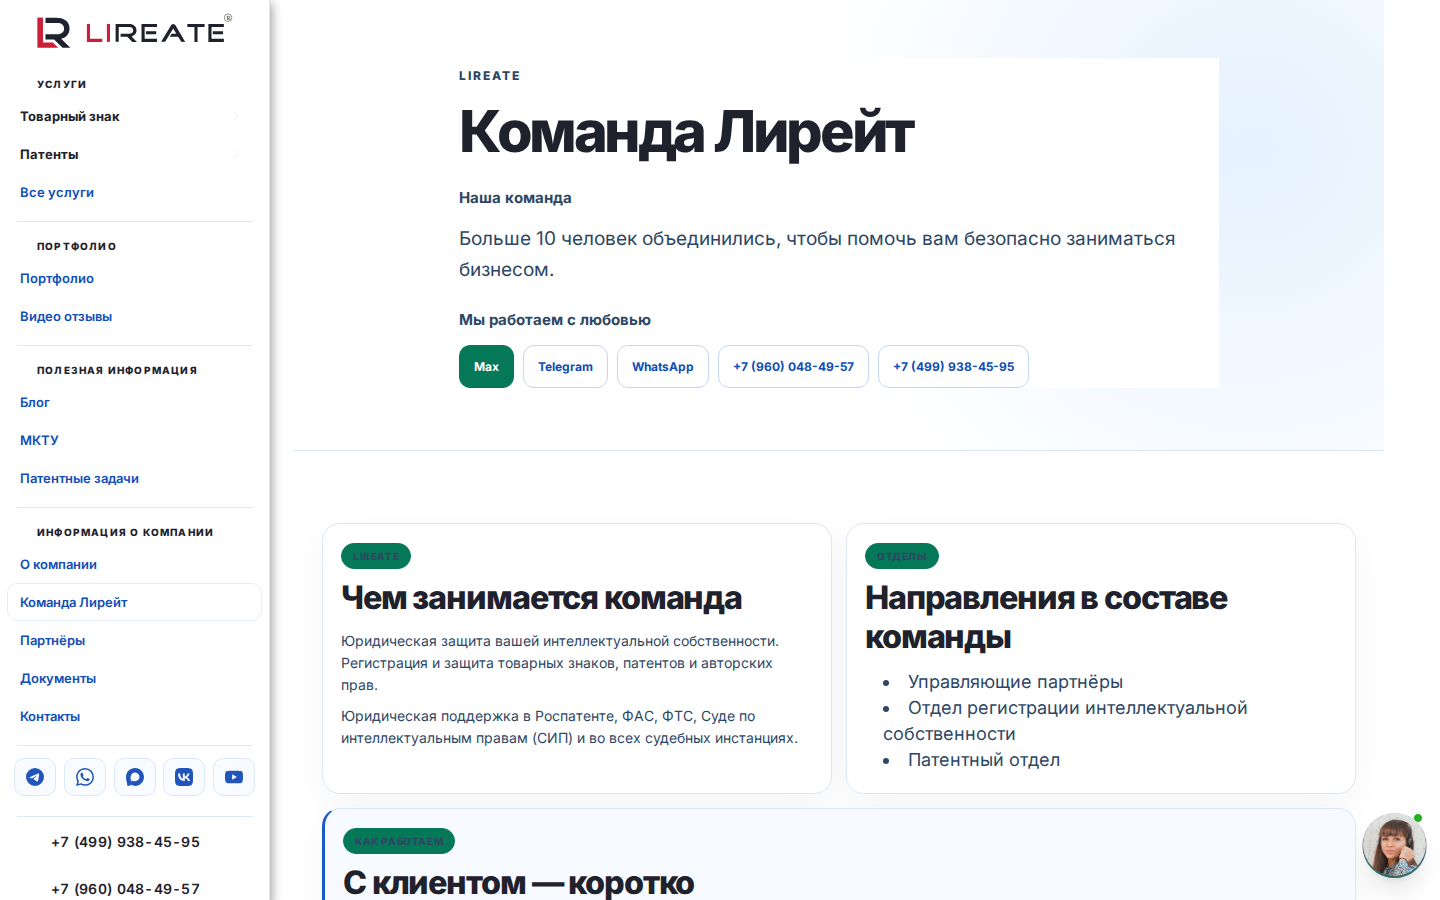 LIREATE®
УСЛУГИ
Товарный знак
Патенты
Все услуги
ПОРТФОЛИО
Портфолио
Видео отзывы
ПОЛЕЗНАЯ ИНФОРМАЦИЯ
Блог
МКТУ
Патентные задачи
ИНФОРМАЦИЯ О КОМПАНИИ
О компании
Команда Лирейт
Партнёры
Документы
Контакты
+7 (499) 938-45-95
+7 (960) 048-49-57
LIREATE
Команда Лирейт
Наша команда
Больше 10 человек объединились, чтобы помочь вам безопасно заниматься
бизнесом.
Мы работаем с любовью
Max Telegram WhatsApp +7 (960) 048-49-57 +7 (499) 938-45-95
LIREATE
Чем занимается команда
Юридическая защита вашей интеллектуальной собственности.
Регистрация и защита товарных знаков, патентов и авторских
прав.
Юридическая поддержка в Роспатенте, ФАС, ФТС, Суде по
интеллектуальным правам (СИП) и во всех судебных инстанциях.
ОТДЕЛЫ
Направления в составе
команды
• Управляющие партнёры
• Отдел регистрации интеллектуальной
собственности
• Патентный отдел
КАК РАБОТАЕМ
С клиентом — коротко